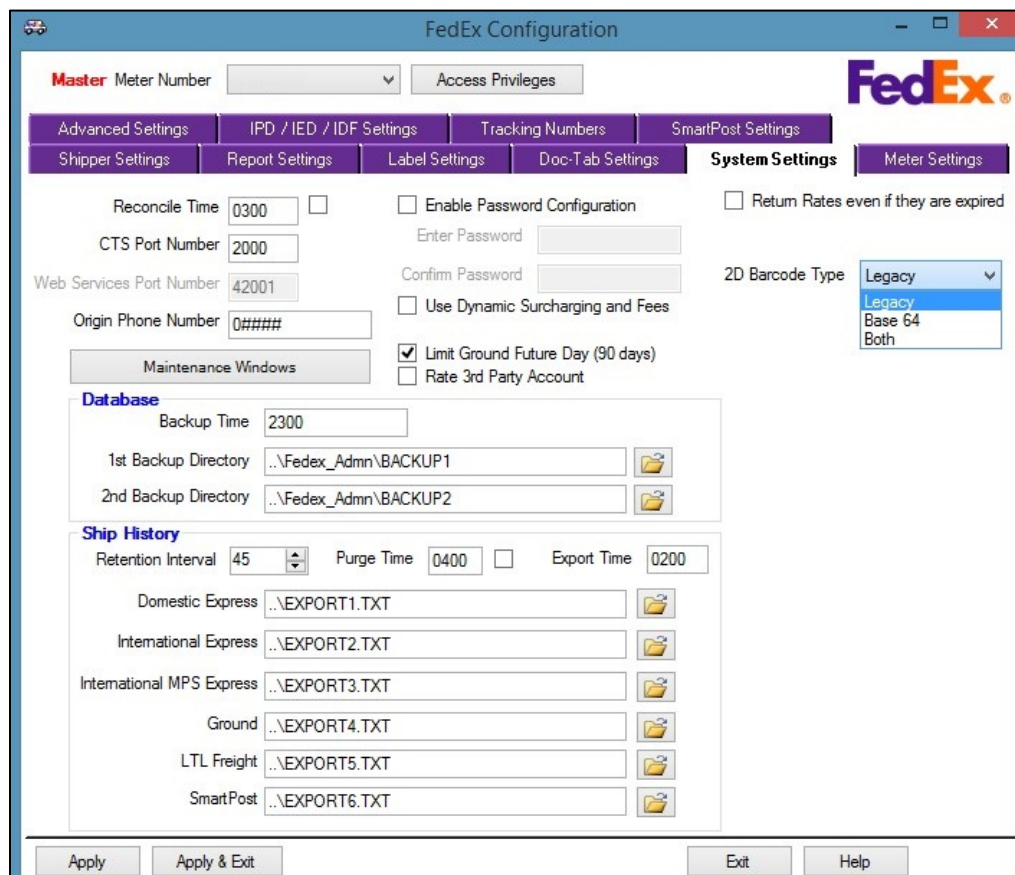 FedEx Configuration
Master Meter Number Access Privileges
FedEx®
Advanced Settings IPD / IED / IDF Settings Tracking Numbers SmartPost Settings
Shipper Settings Report Settings Label Settings Doc-Tab Settings System Settings Meter Settings
Reconcile Time 0300 Enable Password Configuration Return Rates even if they are expired
CTS Port Number 2000 Enter Password
Web Services Port Number 42001 Confirm Password 2D Barcode Type Legacy
Legacy
Base 64
Both
Origin Phone Number 0#### Use Dynamic Surcharging and Fees
Maintenance Windows Limit Ground Future Day (90 days)
Rate 3rd Party Account
Database
Backup Time 2300
1st Backup Directory ..\Fedex_Admn\BACKUP1
2nd Backup Directory ..\Fedex_Admn\BACKUP2
Ship History
Retention Interval 45 Purge Time 0400 Export Time 0200
Domestic Express ..\EXPORT1.TXT
International Express ..\EXPORT2.TXT
International MPS Express ..\EXPORT3.TXT
Ground ..\EXPORT4.TXT
LTL Freight ..\EXPORT5.TXT
SmartPost ..\EXPORT6.TXT
Apply Apply & Exit Exit Help